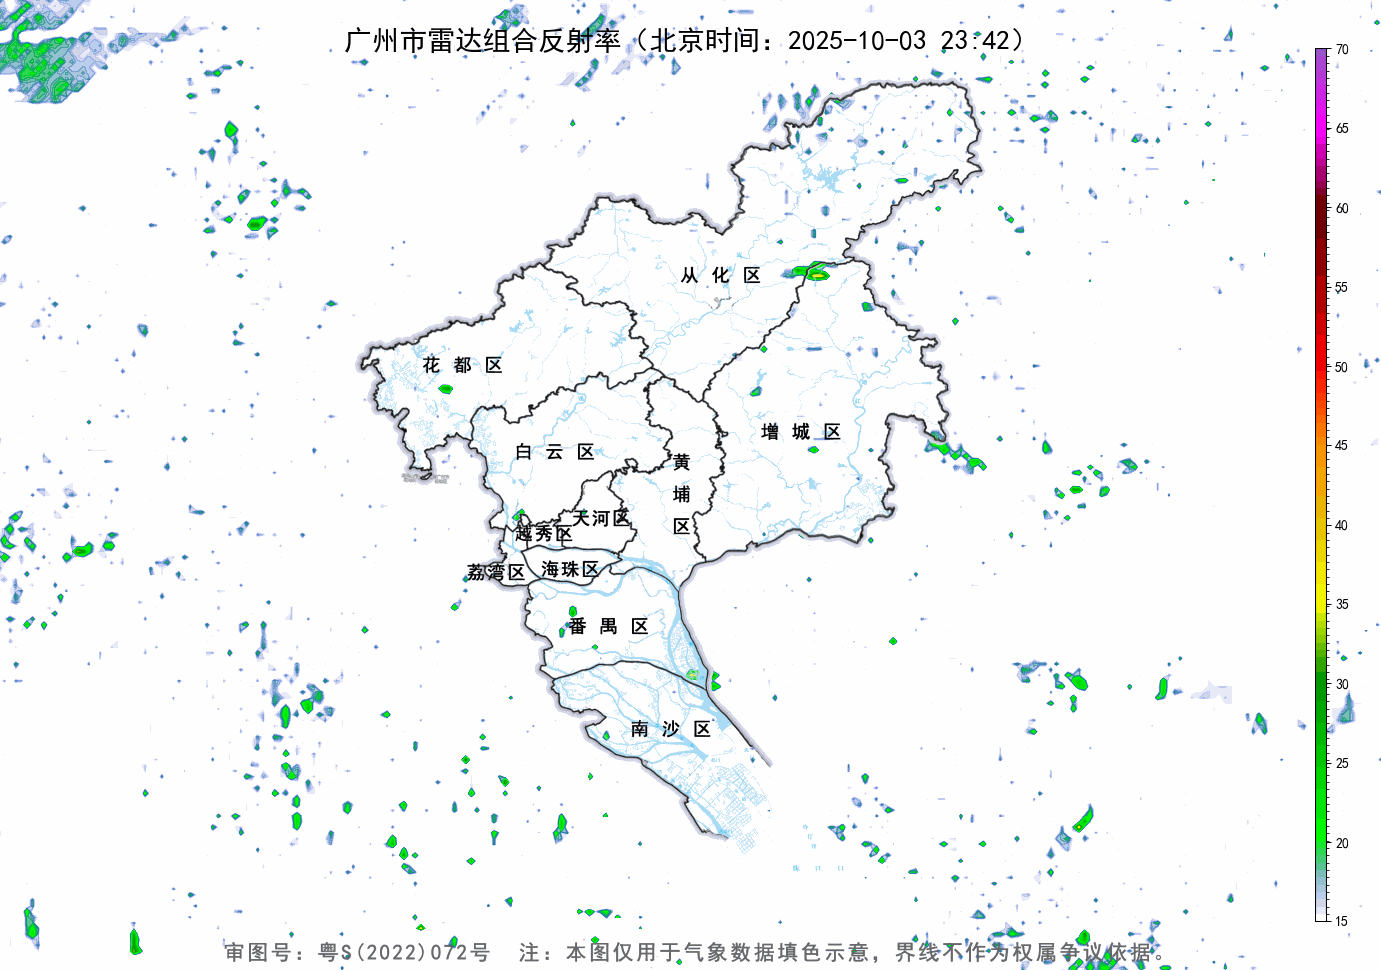 广州市雷达组合反射率（北京时间：2025-10-03 23:42）
70
65
60
55
50
45
40
35
30
25
20
15
从化区
花都区
增城区
白云区
黄埔区
天河区
越秀区
荔湾区
海珠区
番禺区
南沙区
审图号：粤S(2022)072号 注：本图仅用于气象数据填色示意，界线不作为权属争议依据。